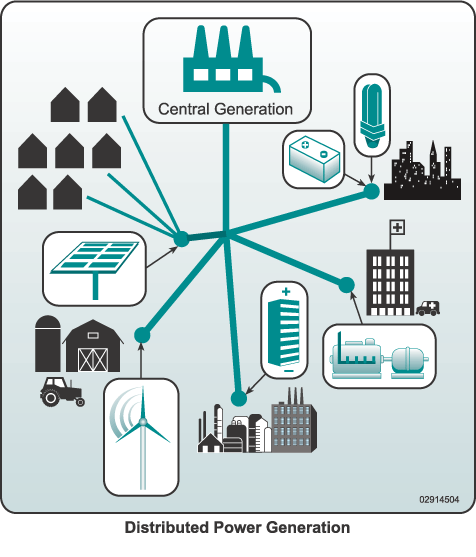 Central Generation
+ −
+
+
−
02914504
Distributed Power Generation